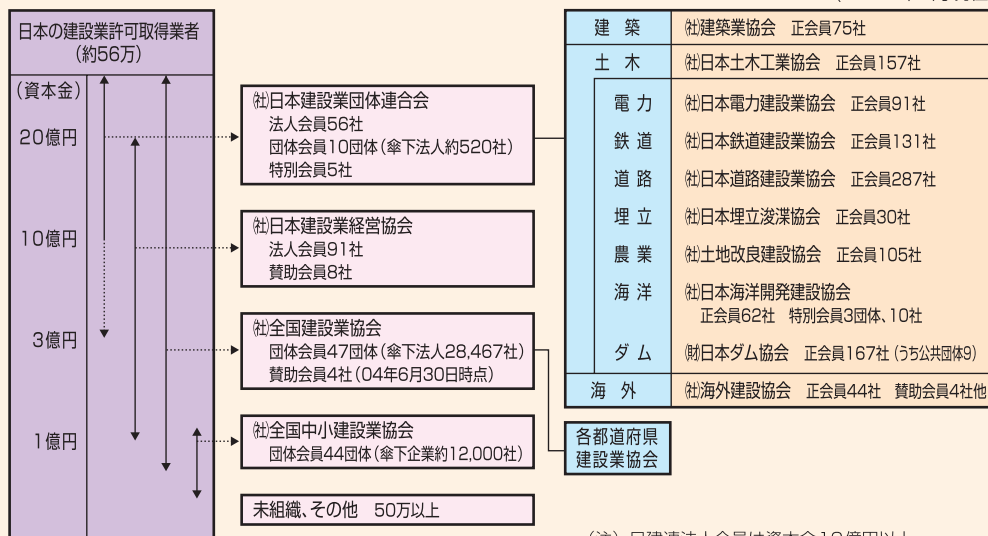 日本の建設業許可取得業者
（約56万）
（資本金）
20億円
10億円
3億円
1億円
㈳日本建設業団体連合会
法人会員56社
団体会員10団体（傘下法人約520社）
特別会員5社
㈳日本建設業経営協会
法人会員91社
賛助会員8社
㈳全国建設業協会
団体会員47団体（傘下法人28,467社）
賛助会員4社（04年6月30日時点）
㈳全国中小建設業協会
団体会員44団体（傘下企業約12,000社）
未組織、その他　50万以上
建　築　㈳建築業協会　正会員75社
土　木　㈳日本土木工業協会　正会員157社
電 力　㈳日本電力建設業協会　正会員91社
鉄 道　㈳日本鉄道建設業協会　正会員131社
道 路　㈳日本道路建設業協会　正会員287社
埋 立　㈳日本埋立浚渫協会　正会員30社
農 業　㈳土地改良建設協会　正会員105社
海 洋　㈳日本海洋開発建設協会
正会員62社　特別会員3団体、10社
ダ ム　㈶日本ダム協会　正会員167社（うち公共団体9）
海　外　㈳海外建設協会　正会員44社　賛助会員4社他
各都道府県
建設業協会